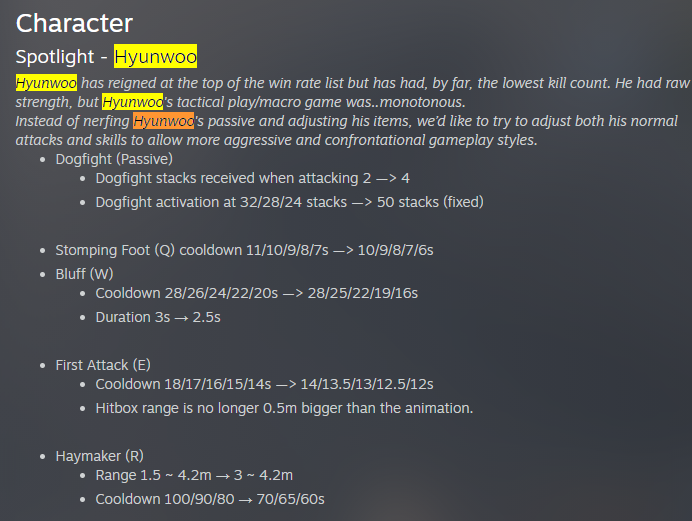 Character
Spotlight - Hyunwoo
Hyunwoo has reigned at the top of the win rate list but has had, by far, the lowest kill count. He had raw
strength, but Hyunwoo's tactical play/macro game was..monotonous.
Instead of nerfing Hyunwoo's passive and adjusting his items, we'd like to try to adjust both his normal
attacks and skills to allow more aggressive and confrontational gameplay styles.
• Dogfight (Passive)
• Dogfight stacks received when attacking 2 —> 4
• Dogfight activation at 32/28/24 stacks —> 50 stacks (fixed)
• Stomping Foot (Q) cooldown 11/10/9/8/7s —> 10/9/8/7/6s
• Bluff (W)
• Cooldown 28/26/24/22/20s —> 28/25/22/19/16s
• Duration 3s → 2.5s
• First Attack (E)
• Cooldown 18/17/16/15/14s —> 14/13.5/13/12.5/12s
• Hitbox range is no longer 0.5m bigger than the animation.
• Haymaker (R)
• Range 1.5 ~ 4.2m → 3 ~ 4.2m
• Cooldown 100/90/80 → 70/65/60s